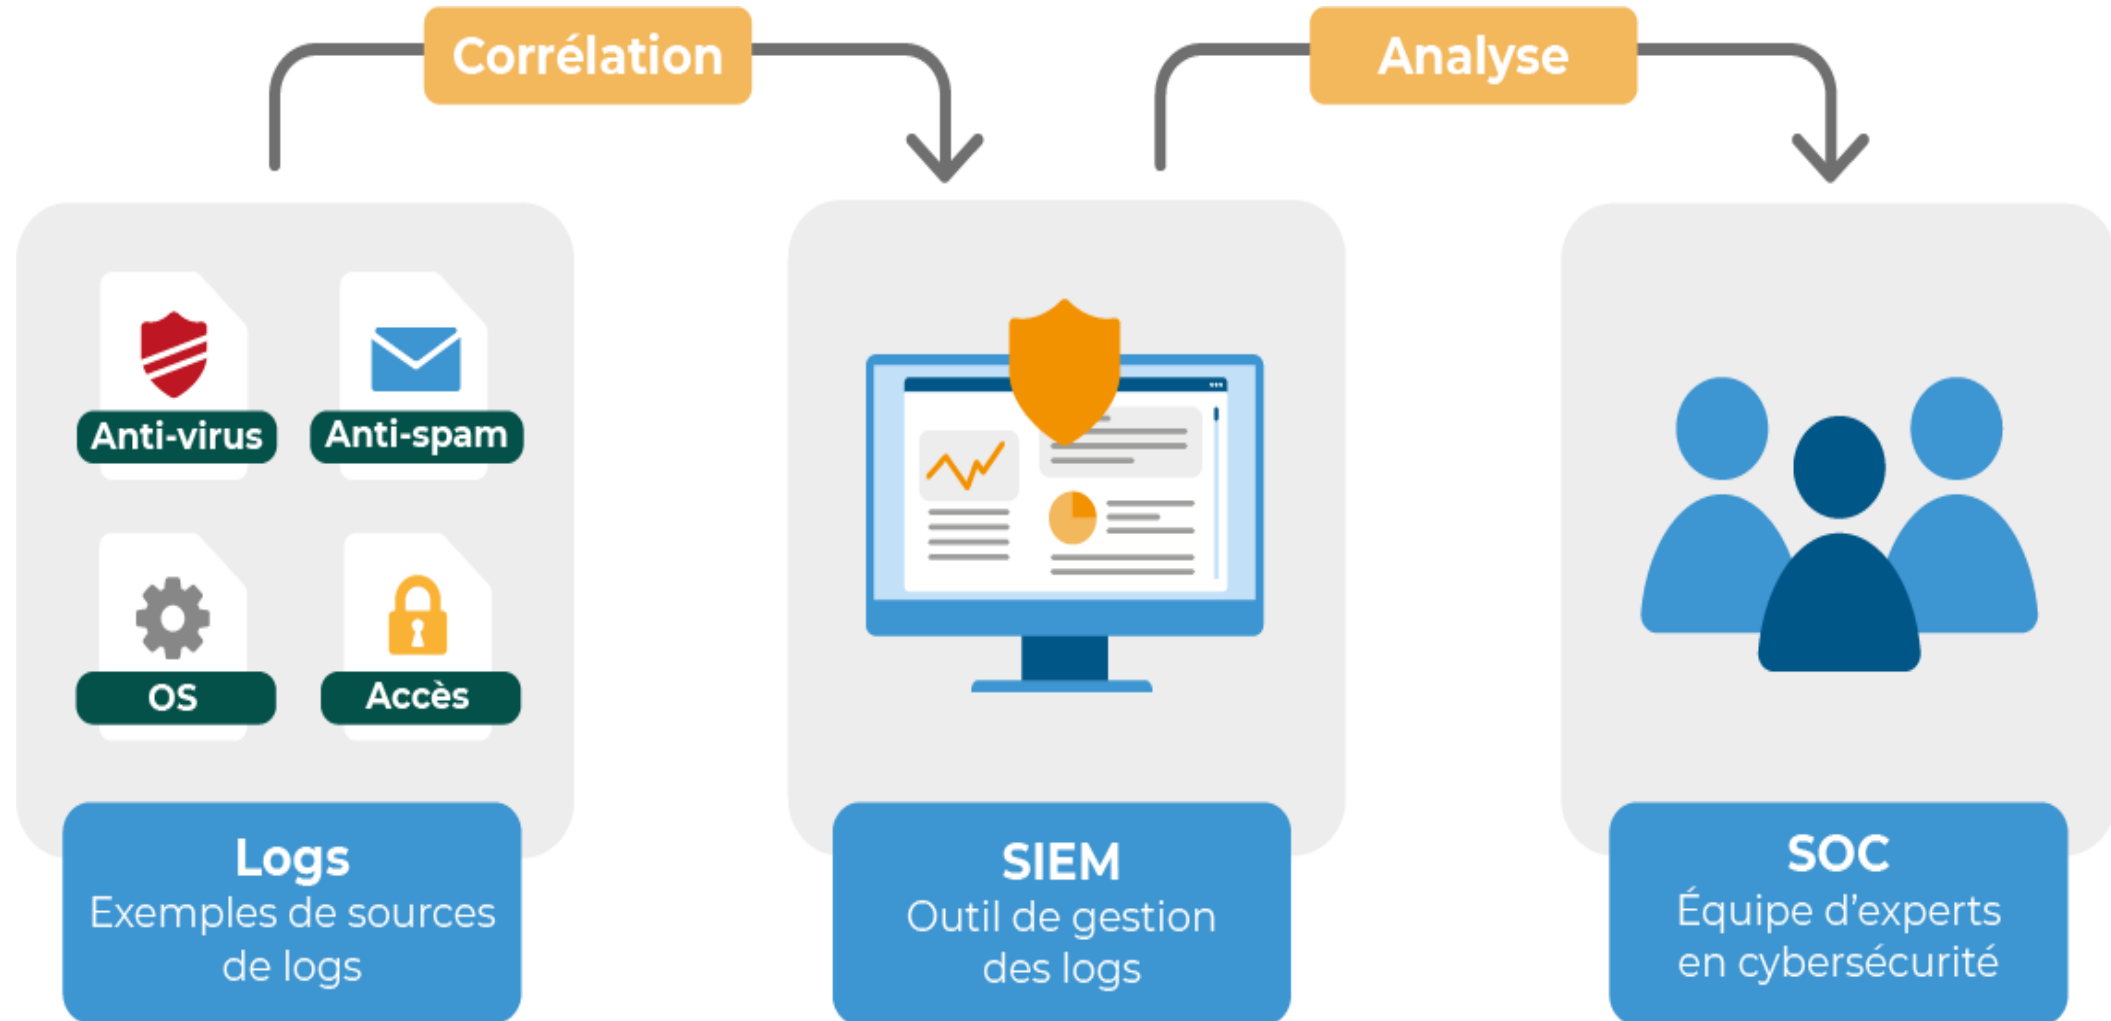 Corrélation
Analyse
Anti-virus
Anti-spam
OS
Accès
Logs
Exemples de sources
de logs
SIEM
Outil de gestion
des logs
SOC
Équipe d’experts
en cybersécurité